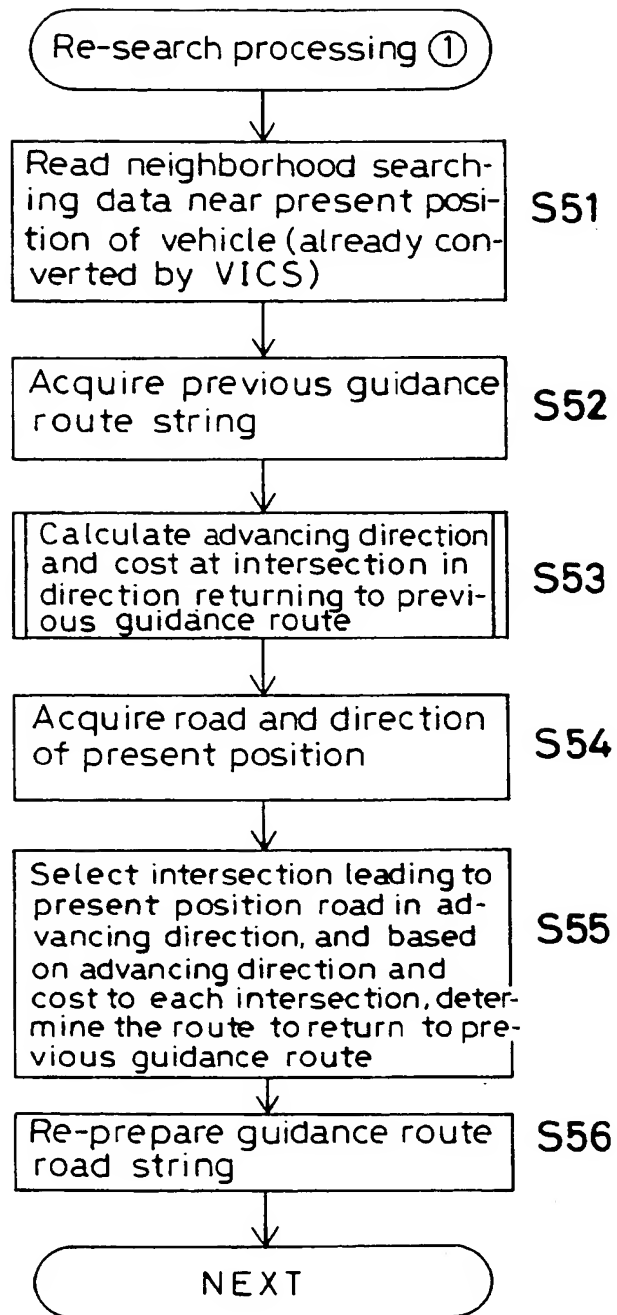 Re-search processing ①
Read neighborhood search-
ing data near present posi-
tion of vehicle (already con-
verted by VICS)
S51
Acquire previous guidance
route string
S52
Calculate advancing direction
and cost at intersection in
direction returning to previ-
ous guidance route
S53
Acquire road and direction
of present position
S54
Select intersection leading to
present position road in ad-
vancing direction, and based
on advancing direction and
cost to each intersection, deter-
mine the route to return to pre-
vious guidance route
S55
Re-prepare guidance route
road string
S56
NEXT